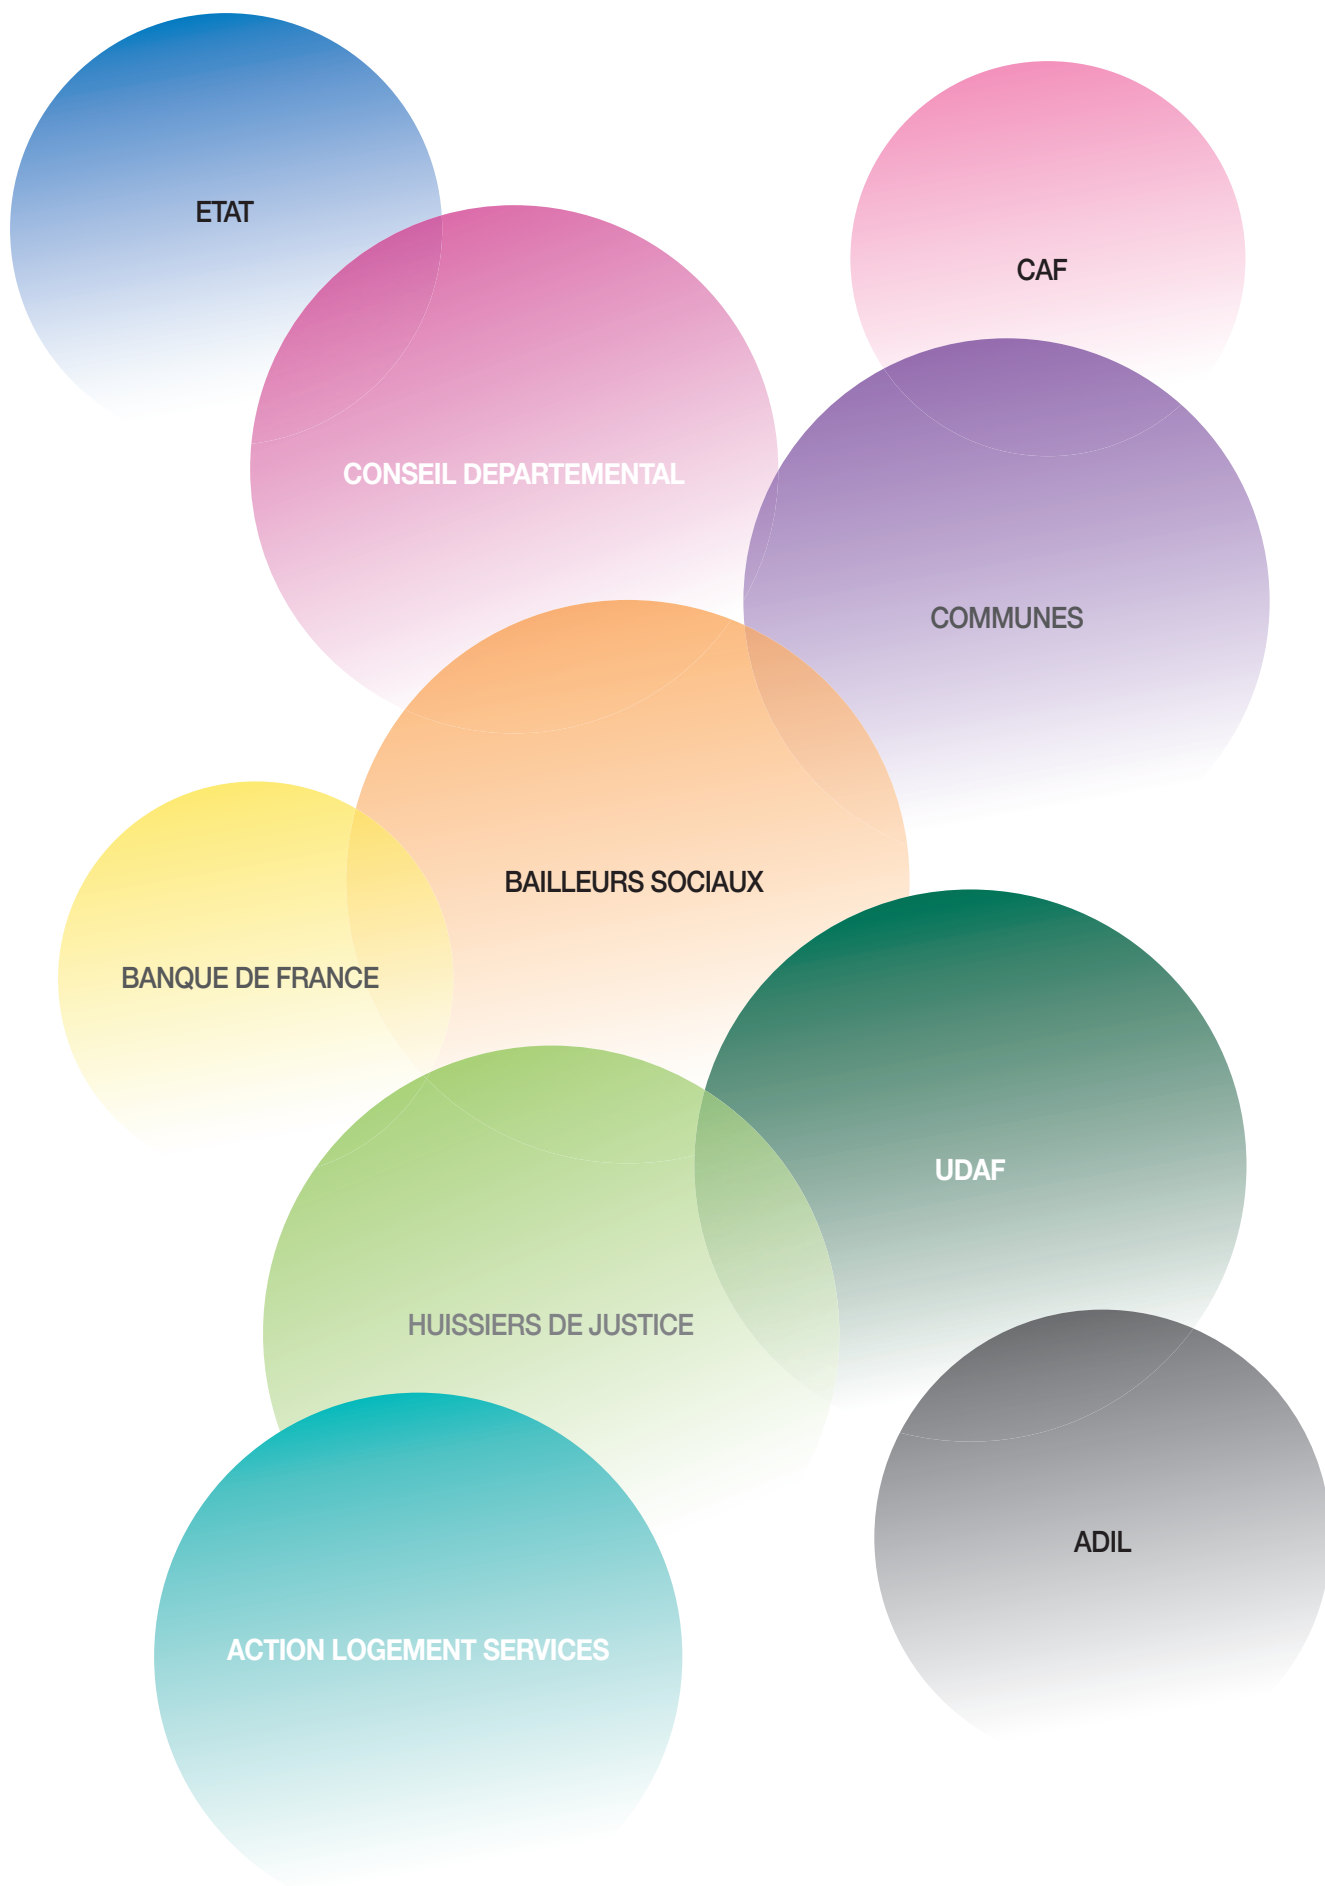 ETAT
CAF
CONSEIL DEPARTEMENTAL
COMMUNES
BAILLEURS SOCIAUX
BANQUE DE FRANCE
UDAF
HUISSIERS DE JUSTICE
ADIL
ACTION LOGEMENT SERVICES